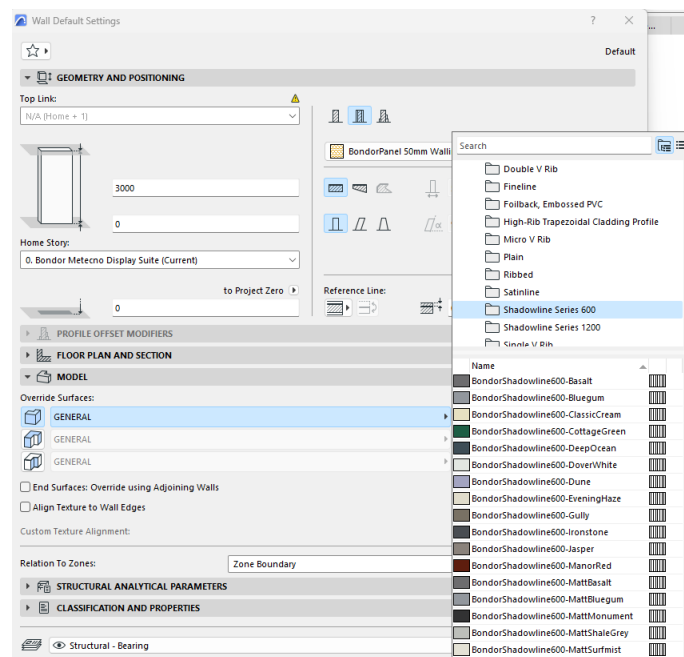 Wall Default Settings
?
...
Default
GEOMETRY AND POSITIONING
Top Link:
N/A (Home + 1)
3000
0
Home Story:
0. Bondor Metecno Display Suite (Current)
to Project Zero
0
BondorPanel 50mm Walli
α
Reference Line:
PROFILE OFFSET MODIFIERS
FLOOR PLAN AND SECTION
MODEL
Override Surfaces:
GENERAL
GENERAL
GENERAL
End Surfaces: Override using Adjoining Walls
Align Texture to Wall Edges
Custom Texture Alignment:
Relation To Zones:
Zone Boundary
STRUCTURAL ANALYTICAL PARAMETERS
CLASSIFICATION AND PROPERTIES
Structural - Bearing
Search
Double V Rib
Fineline
Foilback, Embossed PVC
High-Rib Trapezoidal Cladding Profile
Micro V Rib
Plain
Ribbed
Satinline
Shadowline Series 600
Shadowline Series 1200
Single V Rib
Name
BondorShadowline600-Basalt
BondorShadowline600-Bluegum
BondorShadowline600-ClassicCream
BondorShadowline600-CottageGreen
BondorShadowline600-DeepOcean
BondorShadowline600-DoverWhite
BondorShadowline600-Dune
BondorShadowline600-EveningHaze
BondorShadowline600-Gully
BondorShadowline600-Ironstone
BondorShadowline600-Jasper
BondorShadowline600-ManorRed
BondorShadowline600-MattBasalt
BondorShadowline600-MattBluegum
BondorShadowline600-MattMonument
BondorShadowline600-MattShaleGrey
BondorShadowline600-MattSurfmist